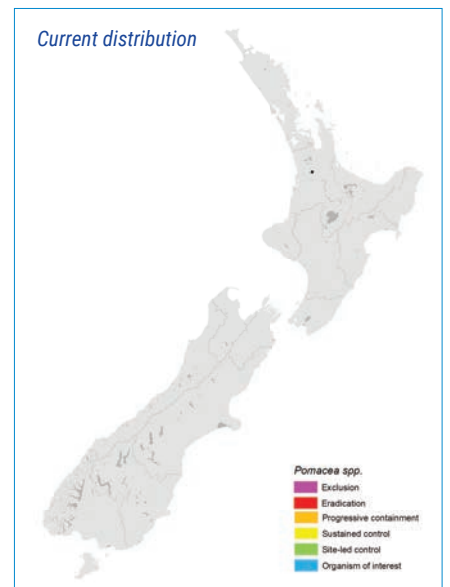 Current distribution
Pomacea spp.
Exclusion
Eradication
Progressive containment
Sustained control
Site-led control
Organism of interest